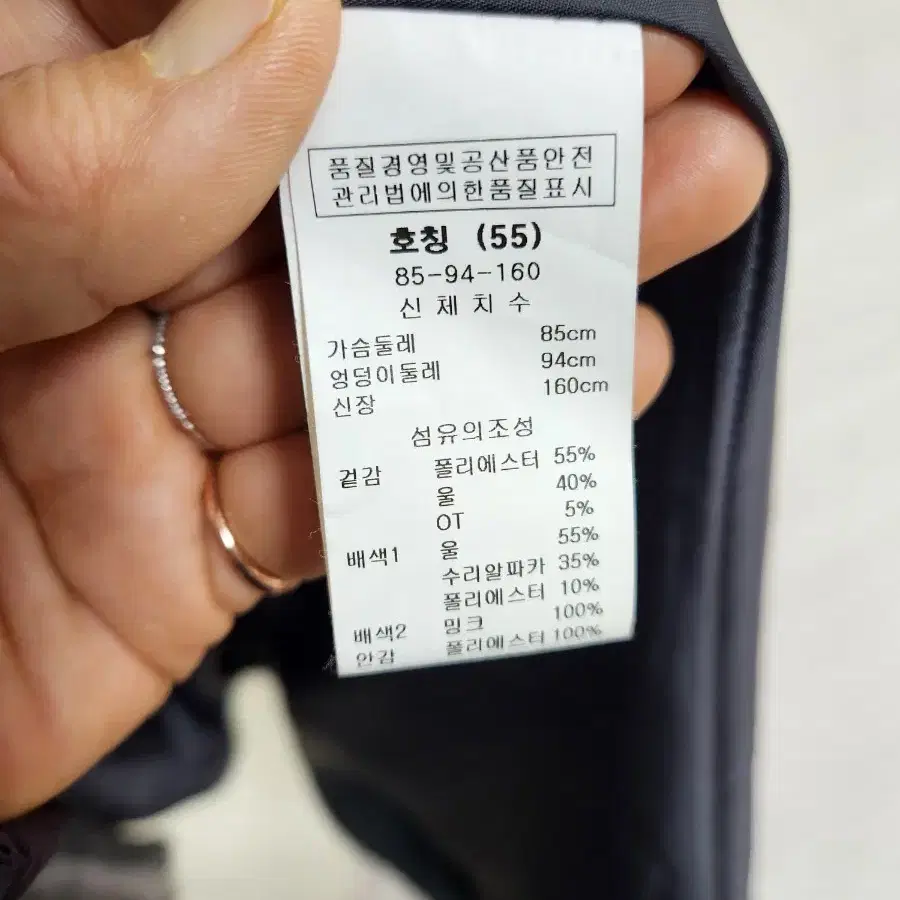 품질경영및공산품안전
관리법에의한품질표시
호칭 (55)
85-94-160
신체치수
가슴둘레 85cm
엉덩이둘레 94cm
신장 160cm
섬유의조성
겉감 폴리에스터 55%
울 40%
OT 5%
배색1 울 55%
수리알파카 35%
폴리에스터 10%
배색2 밍크 100%
안감 폴리에스터 100%